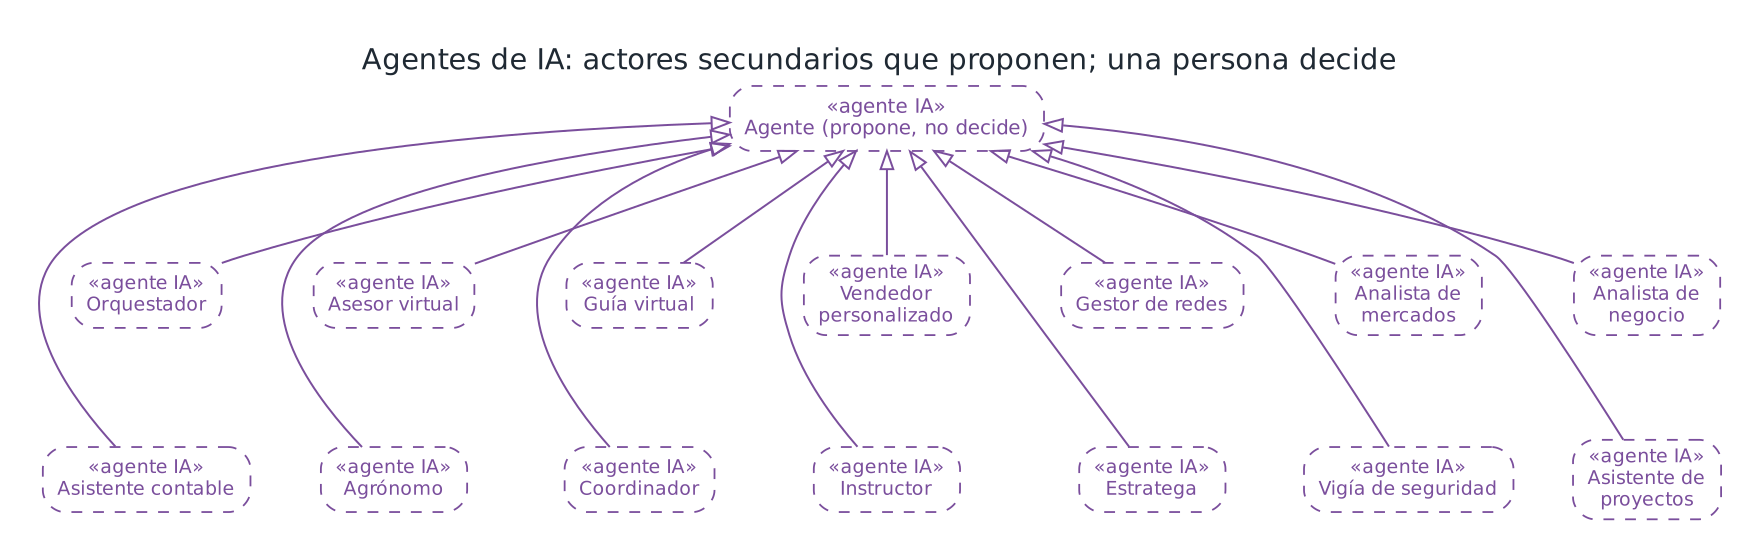 Agentes de IA: actores secundarios que proponen; una persona decide
«agente IA»
Agente (propone, no decide)
«agente IA»
Orquestador
«agente IA»
Asesor virtual
«agente IA»
Guía virtual
«agente IA»
Vendedor
personalizado
«agente IA»
Gestor de redes
«agente IA»
Analista de
mercados
«agente IA»
Analista de
negocio
«agente IA»
Asistente contable
«agente IA»
Agrónomo
«agente IA»
Coordinador
«agente IA»
Instructor
«agente IA»
Estratega
«agente IA»
Vigía de seguridad
«agente IA»
Asistente de
proyectos